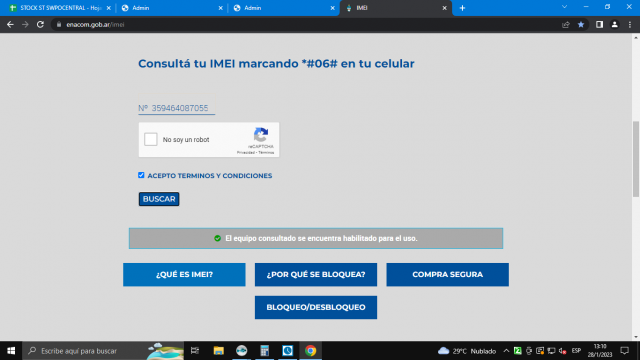 STOCK ST SWPOCENTRAL - Hoja
Admin
Admin
IMEI
enacom.gob.ar/imei
Consultá tu IMEI marcando *#06# en tu celular
Nº 359464087055
No soy un robot
reCAPTCHA
Privacidad - Términos
ACEPTO TERMINOS Y CONDICIONES
BUSCAR
El equipo consultado se encuentra habilitado para el uso.
¿QUÉ ES IMEI?
¿POR QUÉ SE BLOQUEA?
COMPRA SEGURA
BLOQUEO/DESBLOQUEO
Escribe aquí para buscar
29°C Nublado
ESP
13:10
28/1/2023